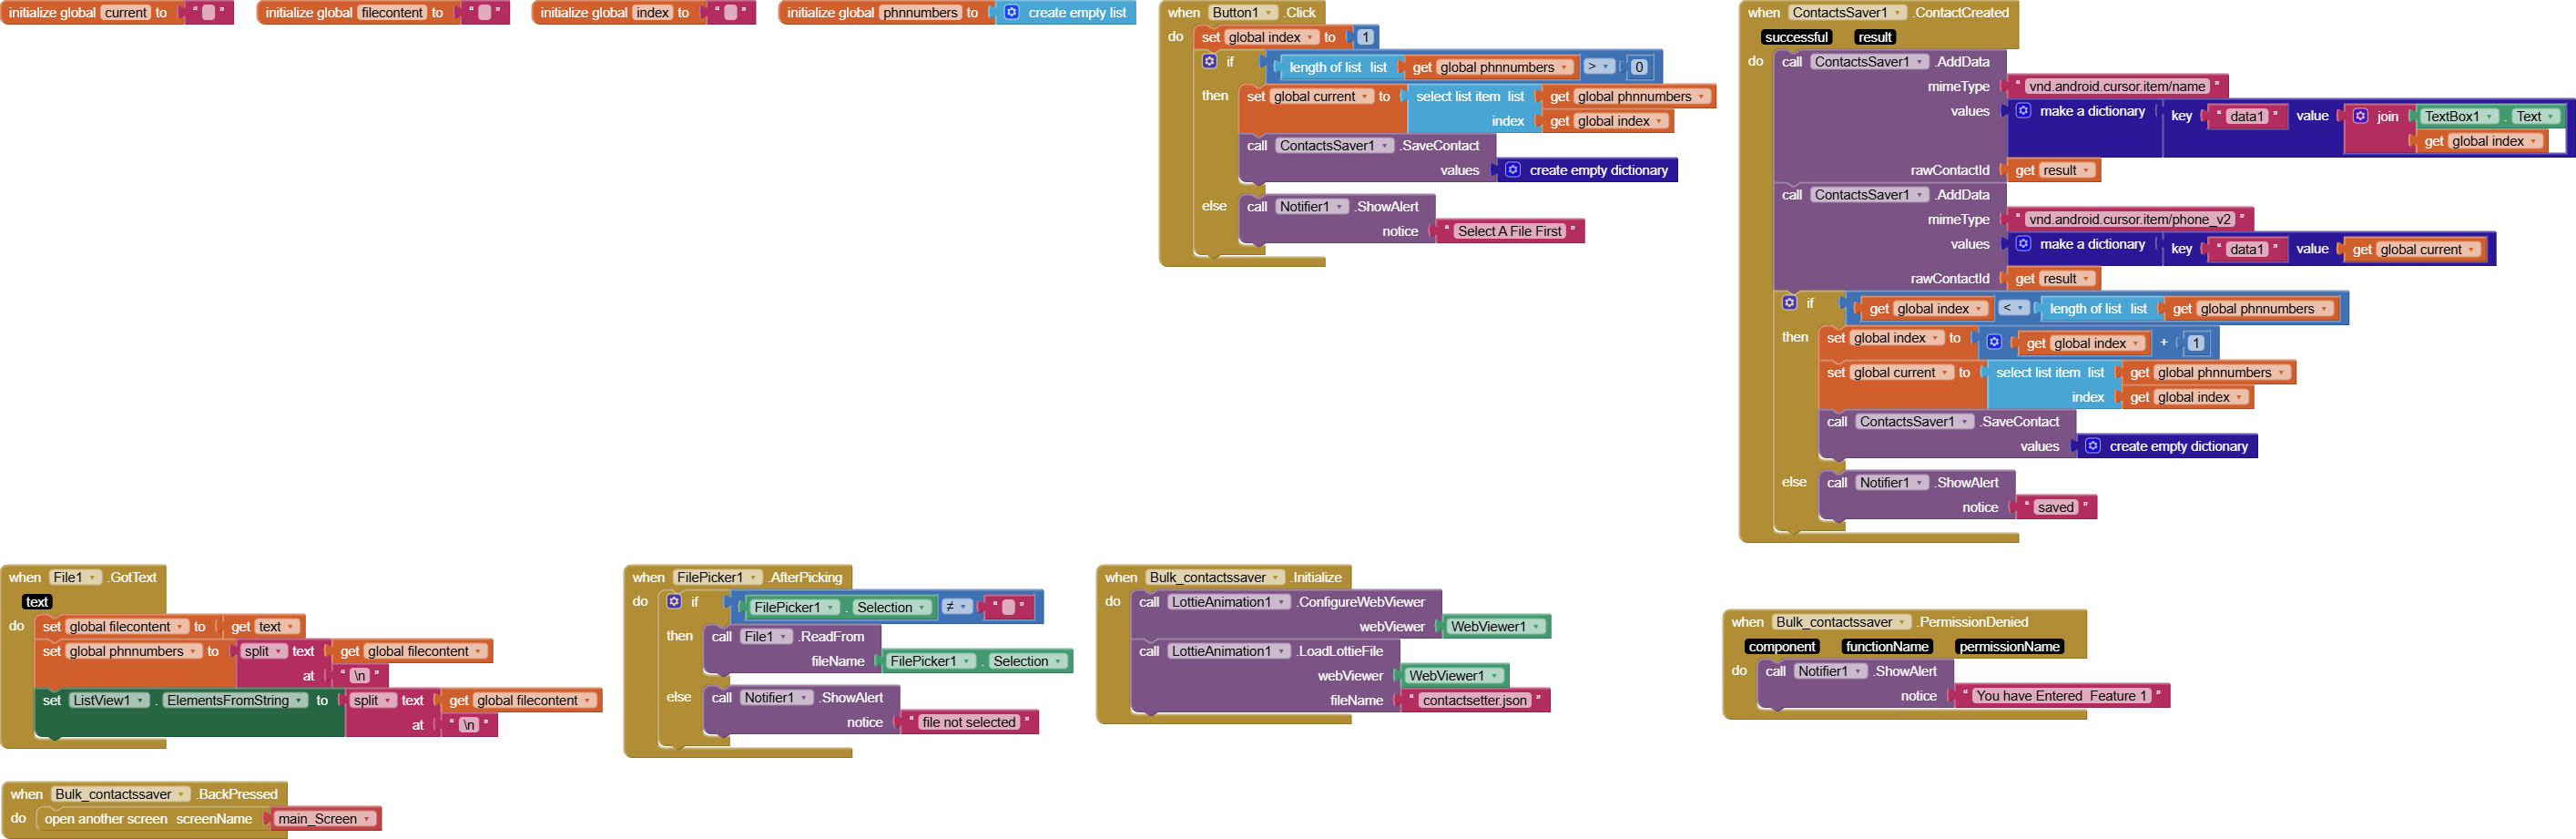 initialize global current to " "
initialize global filecontent to " "
initialize global index to " "
initialize global phnnumbers to create empty list
when Button1 .Click
do set global index to 1
if length of list list get global phnnumbers > 0
then set global current to select list item list get global phnnumbers
index get global index
call ContactsSaver1 .SaveContact
values create empty dictionary
else call Notifier1 .ShowAlert
notice " Select A File First "
when ContactsSaver1 .ContactCreated
successful result
do call ContactsSaver1 .AddData
mimeType " vnd.android.cursor.item/name "
values make a dictionary key " data1 " value join TextBox1 . Text
get global index
rawContactId get result
call ContactsSaver1 .AddData
mimeType " vnd.android.cursor.item/phone_v2 "
values make a dictionary key " data1 " value get global current
rawContactId get result
if get global index < length of list list get global phnnumbers
then set global index to get global index + 1
set global current to select list item list get global phnnumbers
index get global index
call ContactsSaver1 .SaveContact
values create empty dictionary
else call Notifier1 .ShowAlert
notice " saved "
when File1 .GotText
text
do set global filecontent to get text
set global phnnumbers to split text get global filecontent
at " \n "
set ListView1 . ElementsFromString to split text get global filecontent
at " \n "
when FilePicker1 .AfterPicking
do if FilePicker1 . Selection ≠ " "
then call File1 .ReadFrom
fileName FilePicker1 . Selection
else call Notifier1 .ShowAlert
notice " file not selected "
when Bulk_contactssaver .Initialize
do call LottieAnimation1 .ConfigureWebViewer
webViewer WebViewer1
call LottieAnimation1 .LoadLottieFile
webViewer WebViewer1
fileName " contactsetter.json "
when Bulk_contactssaver .PermissionDenied
component functionName permissionName
do call Notifier1 .ShowAlert
notice " You have Entered Feature 1 "
when Bulk_contactssaver .BackPressed
do open another screen screenName main_Screen